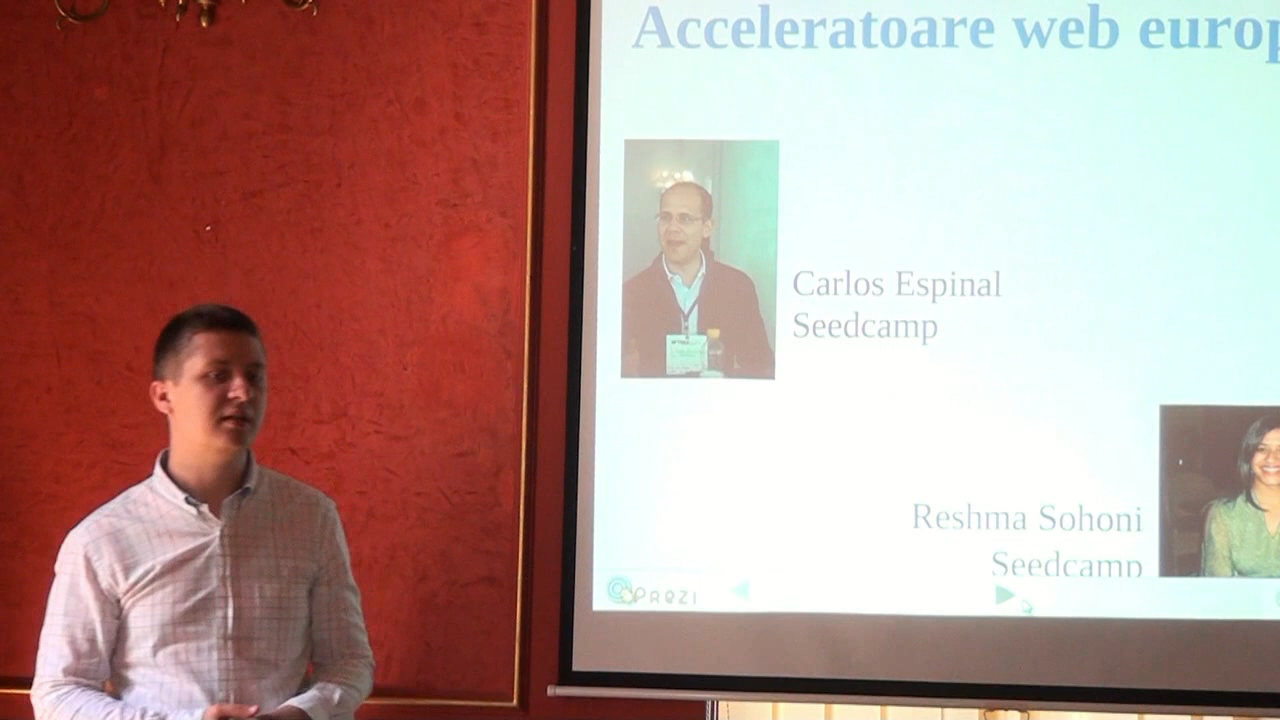 Acceleratoare web europ
Carlos Espinal
Seedcamp
Reshma Sohoni
Seedcamp
PREZI